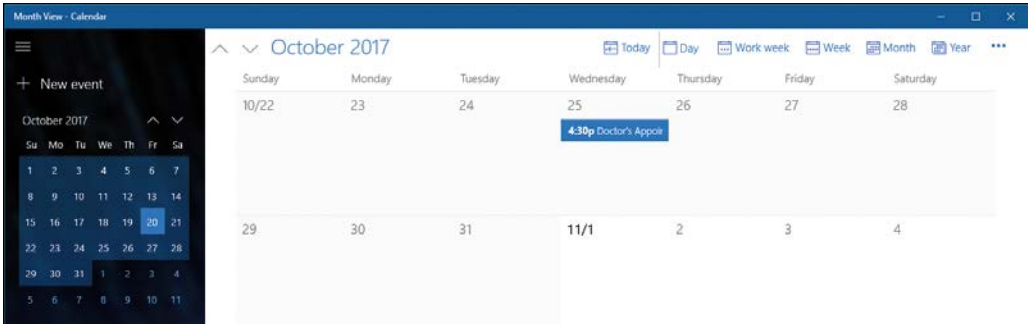 Month View - Calendar
October 2017
Today Day Work week Week Month Year
New event
October 2017
Su Mo Tu We Th Fr Sa
1 2 3 4 5 6 7
8 9 10 11 12 13 14
15 16 17 18 19 20 21
22 23 24 25 26 27 28
29 30 31 1 2 3 4
5 6 7 8 9 10 11
Sunday Monday Tuesday Wednesday Thursday Friday Saturday
10/22 23 24 25 26 27 28
4:30p Doctor's Appoi
29 30 31 11/1 2 3 4